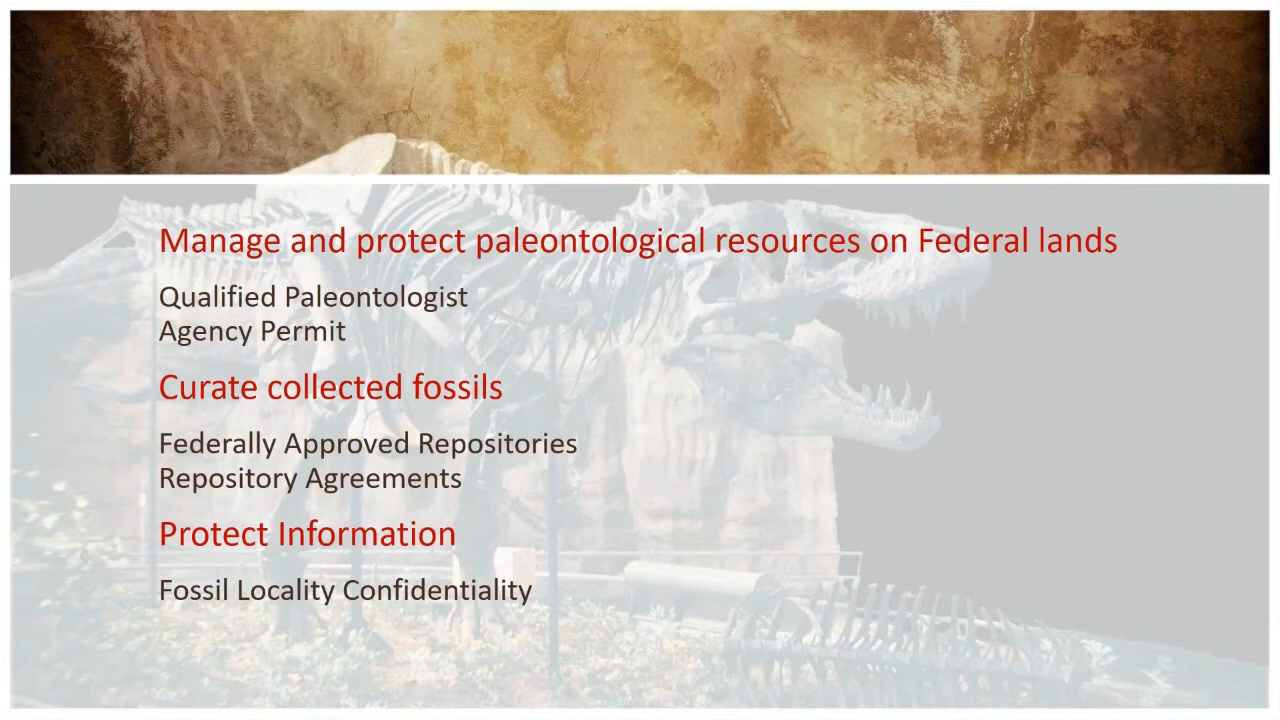 Manage and protect paleontological resources on Federal lands
Qualified Paleontologist
Agency Permit
Curate collected fossils
Federally Approved Repositories
Repository Agreements
Protect Information
Fossil Locality Confidentiality